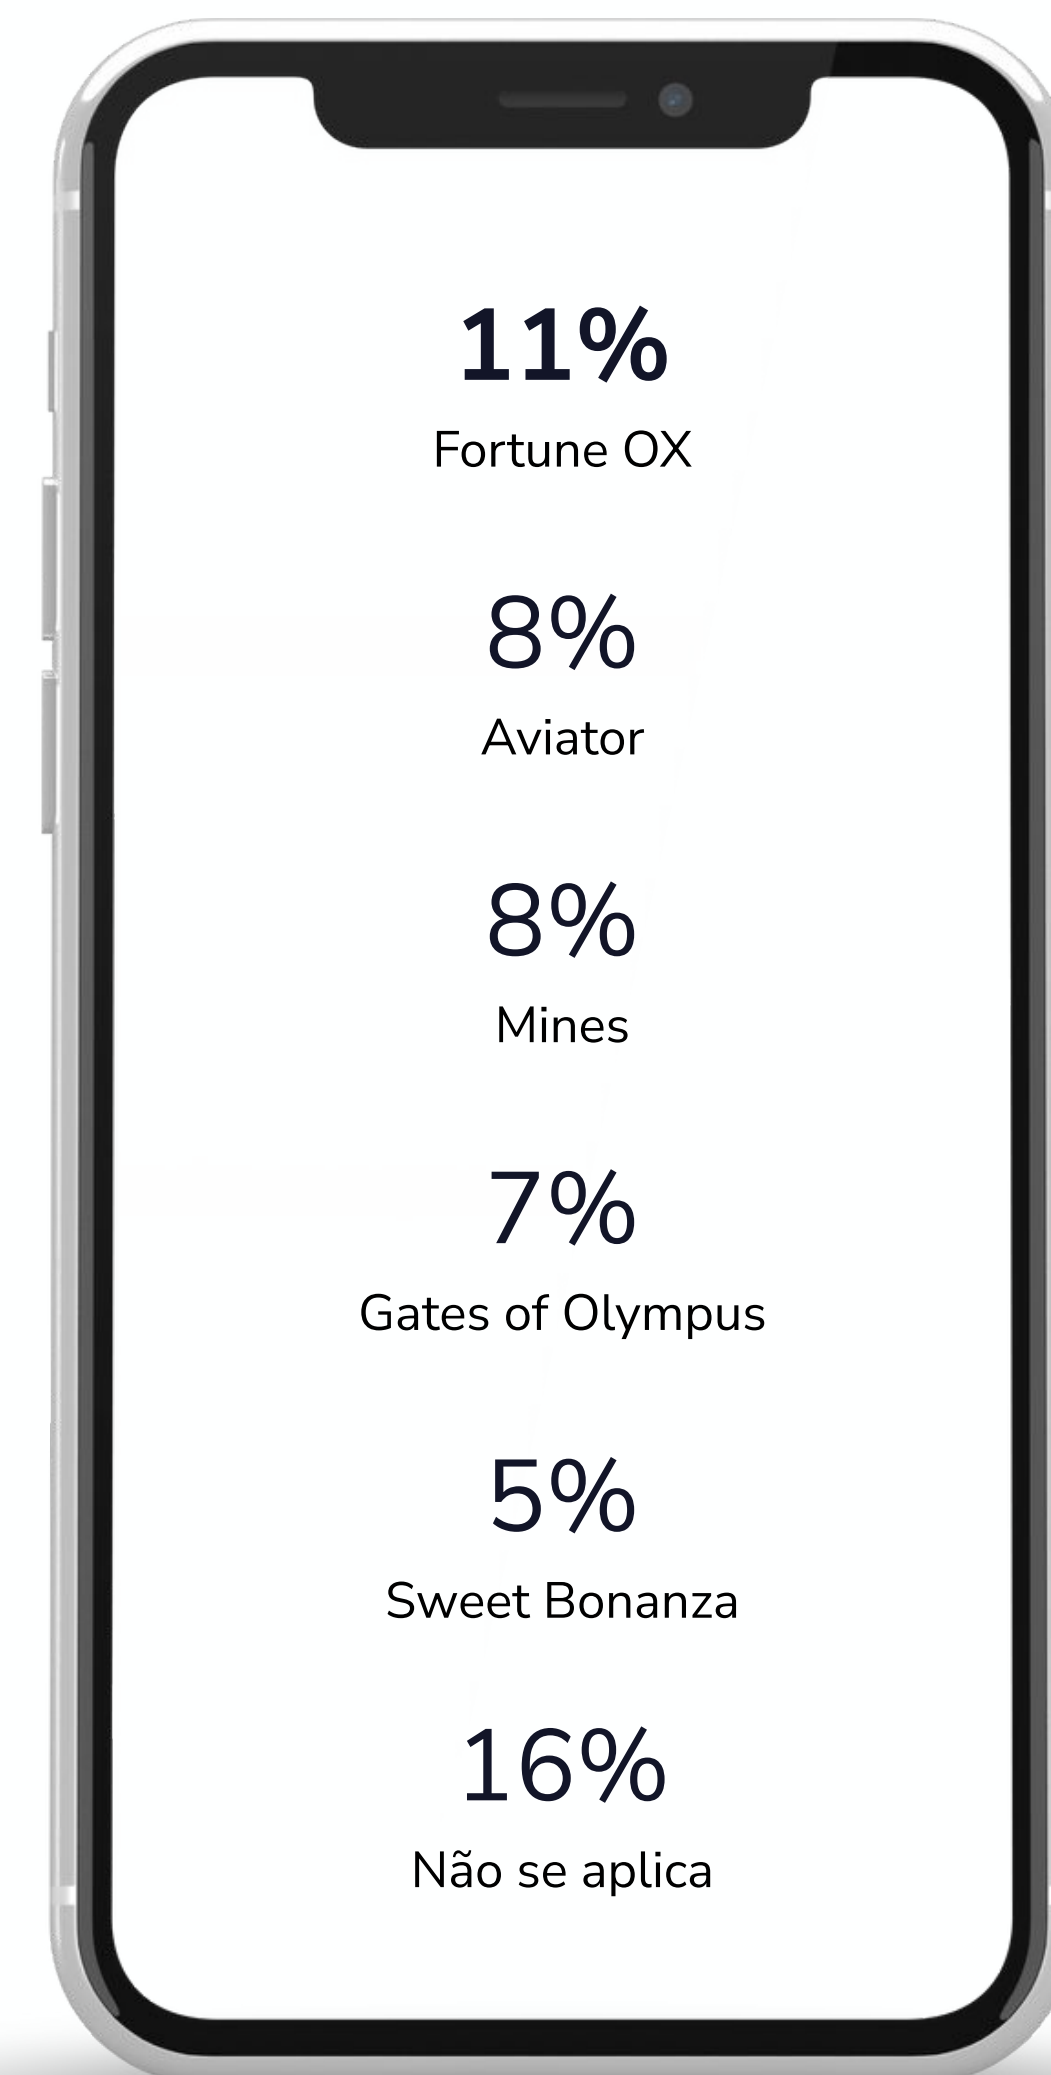 11%
Fortune OX
8%
Aviator
8%
Mines
7%
Gates of Olympus
5%
Sweet Bonanza
16%
Não se aplica